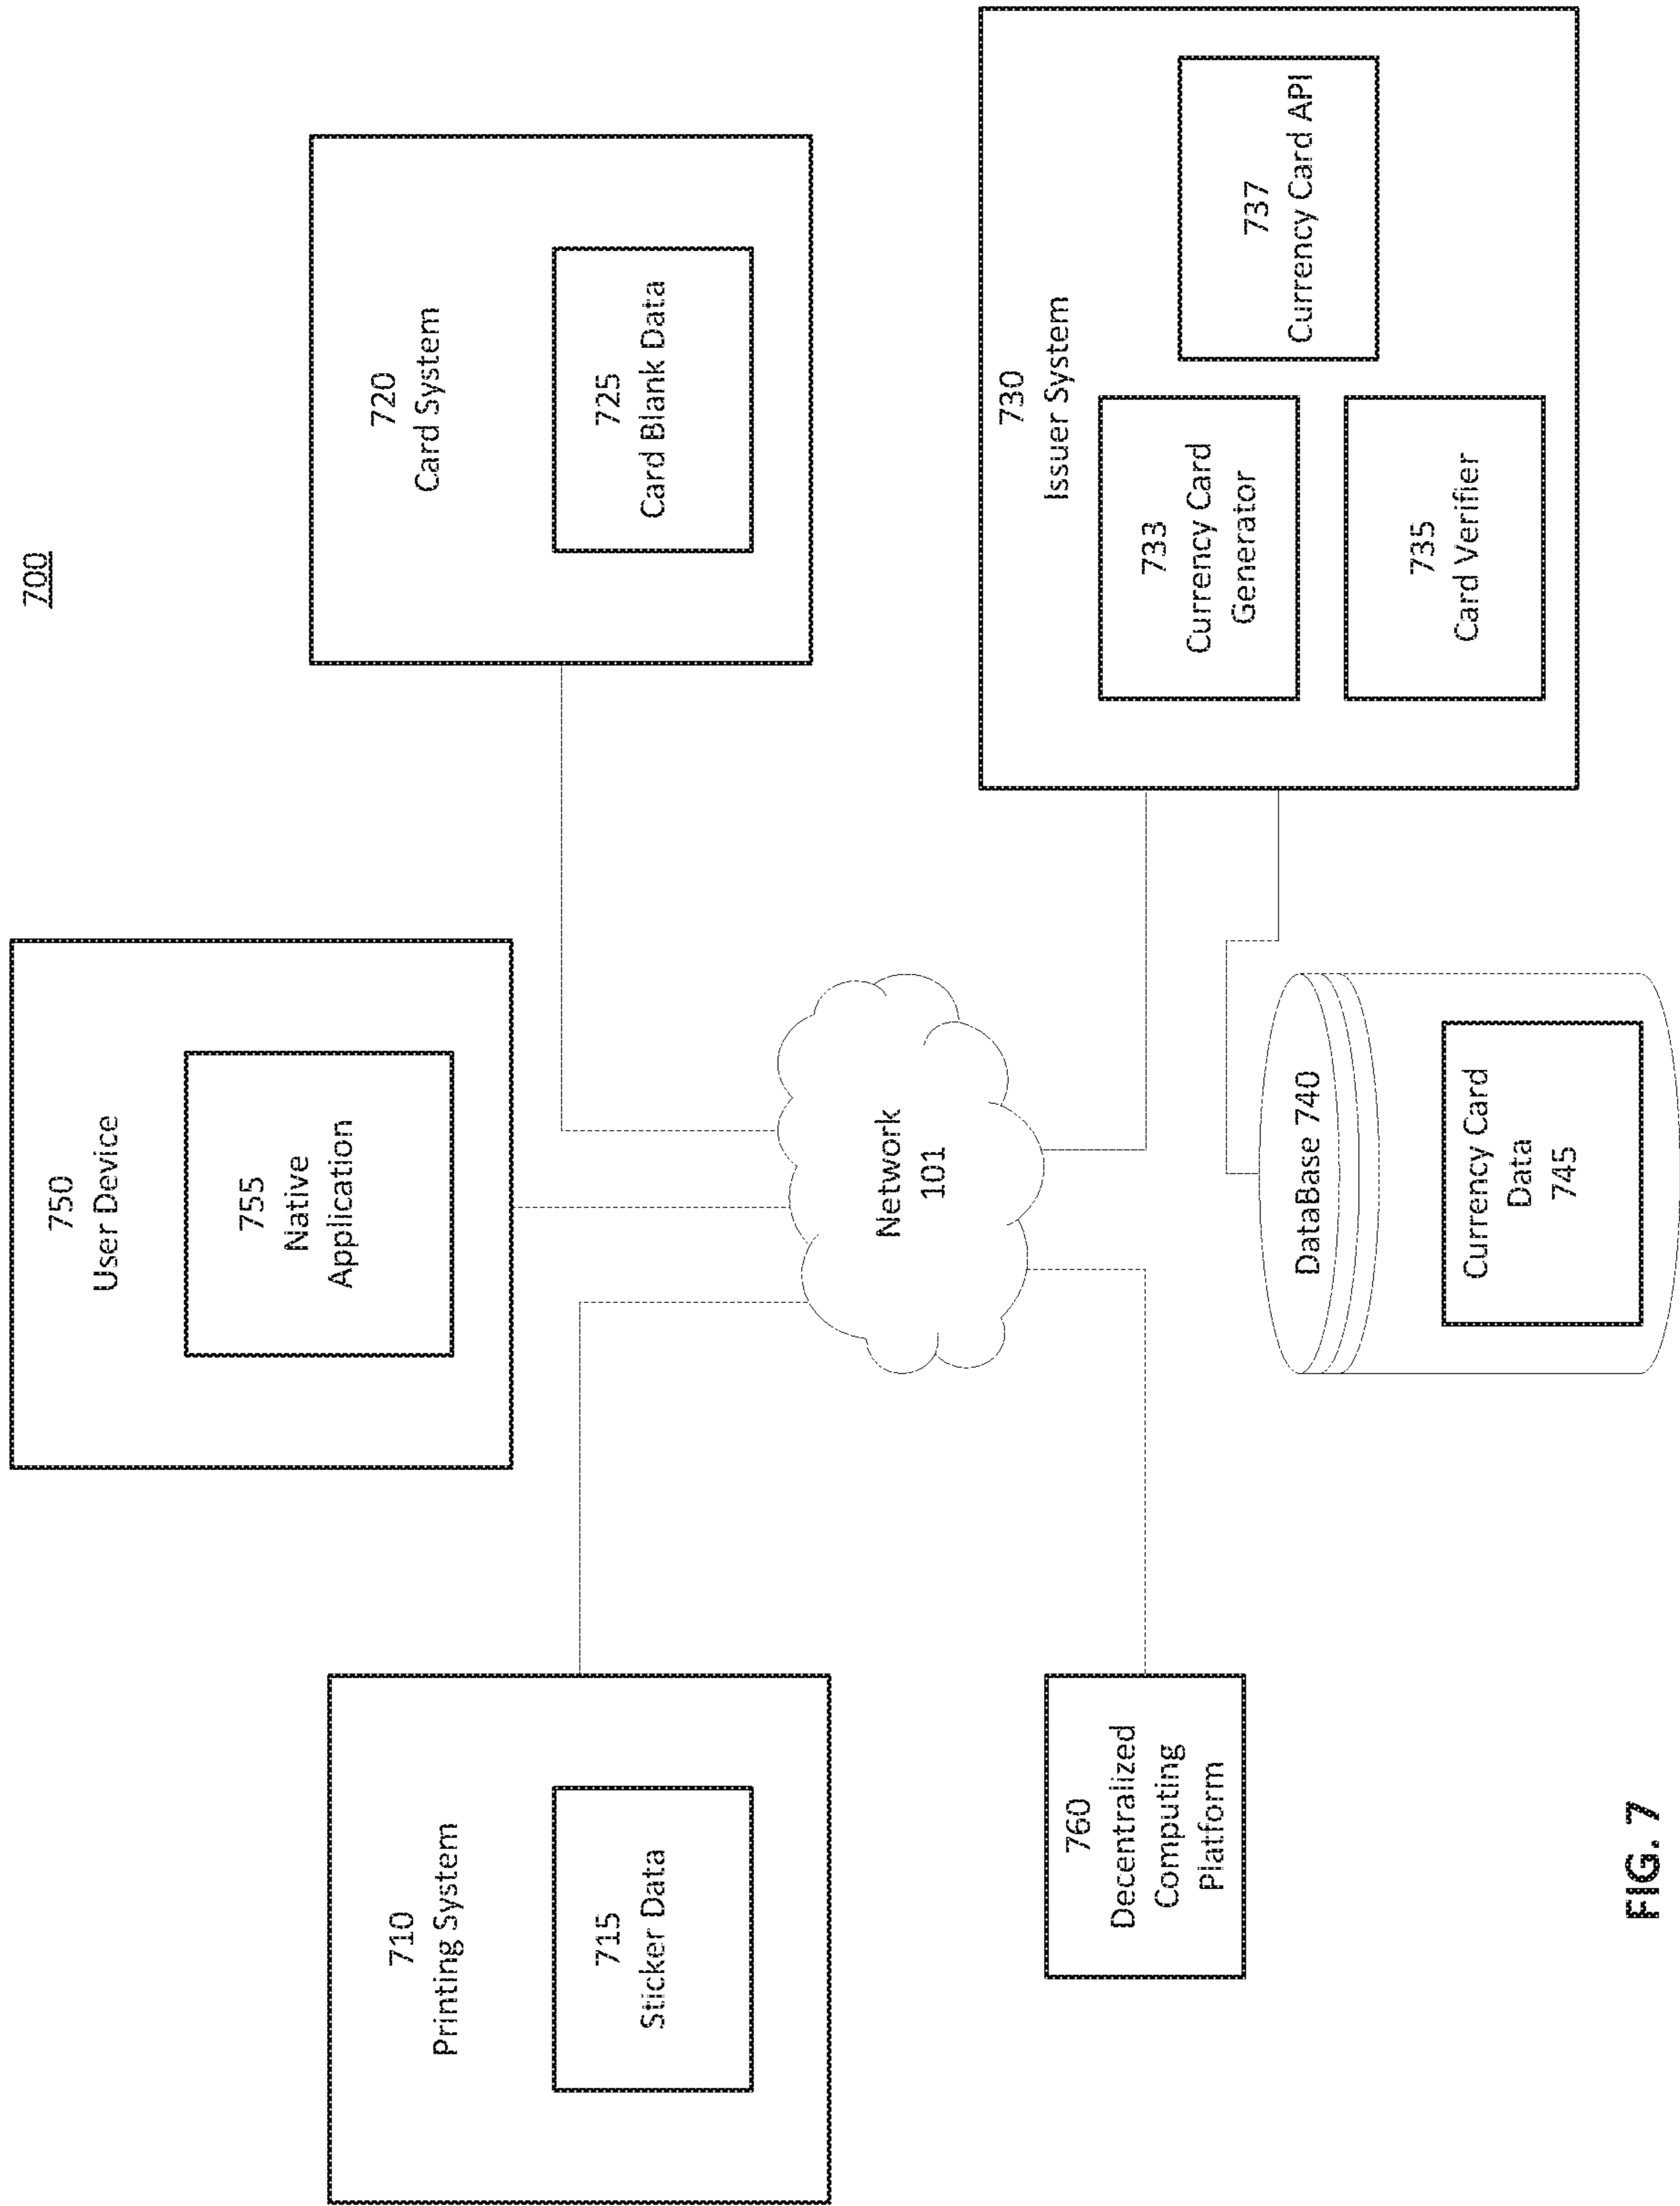 700
750
User Device
755
Native
Application
710
Printing System
715
Sticker Data
720
Card System
725
Card Blank Data
Network
101
760
Decentralized
Computing
Platform
730
Issuer System
733
Currency Card
Generator
735
Card Verifier
737
Currency Card API
DataBase 740
Currency Card
Data
745
FIG. 7